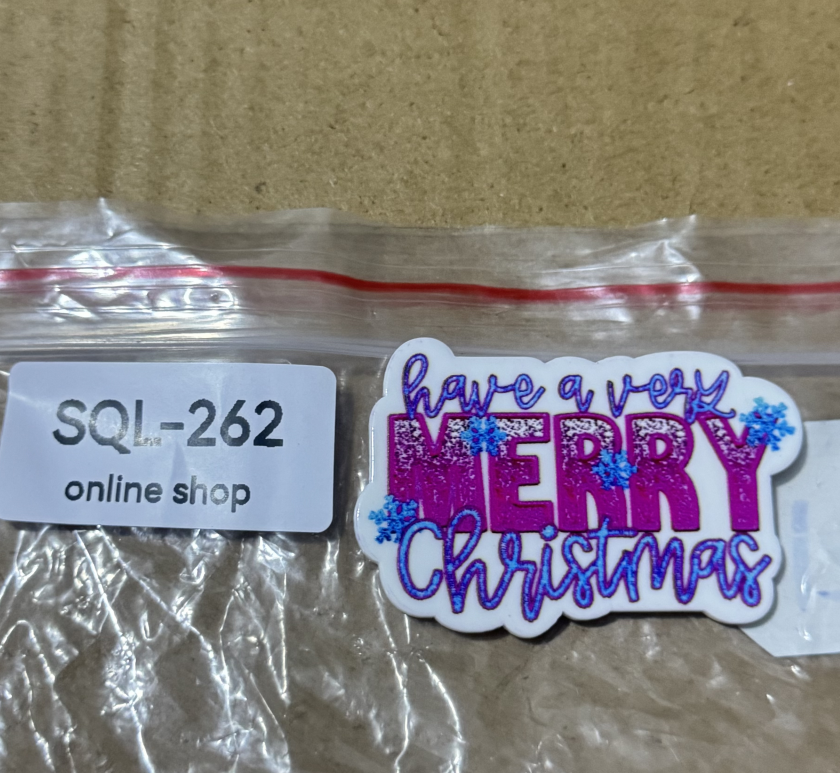 SQL-262
online shop
have a very
MERRY
Christmas